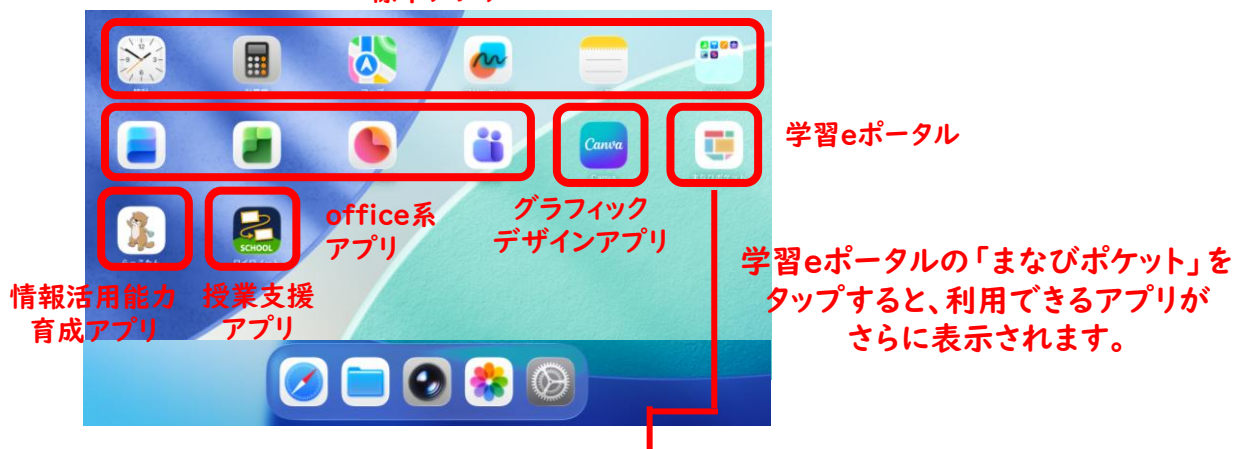 Canva
学習eポータル
SCHOOL
office系
アプリ
グラフィック
デザインアプリ
情報活用能力
育成アプリ
授業支援
アプリ
学習eポータルの「まなびポケット」を
タップすると、利用できるアプリが
さらに表示されます。